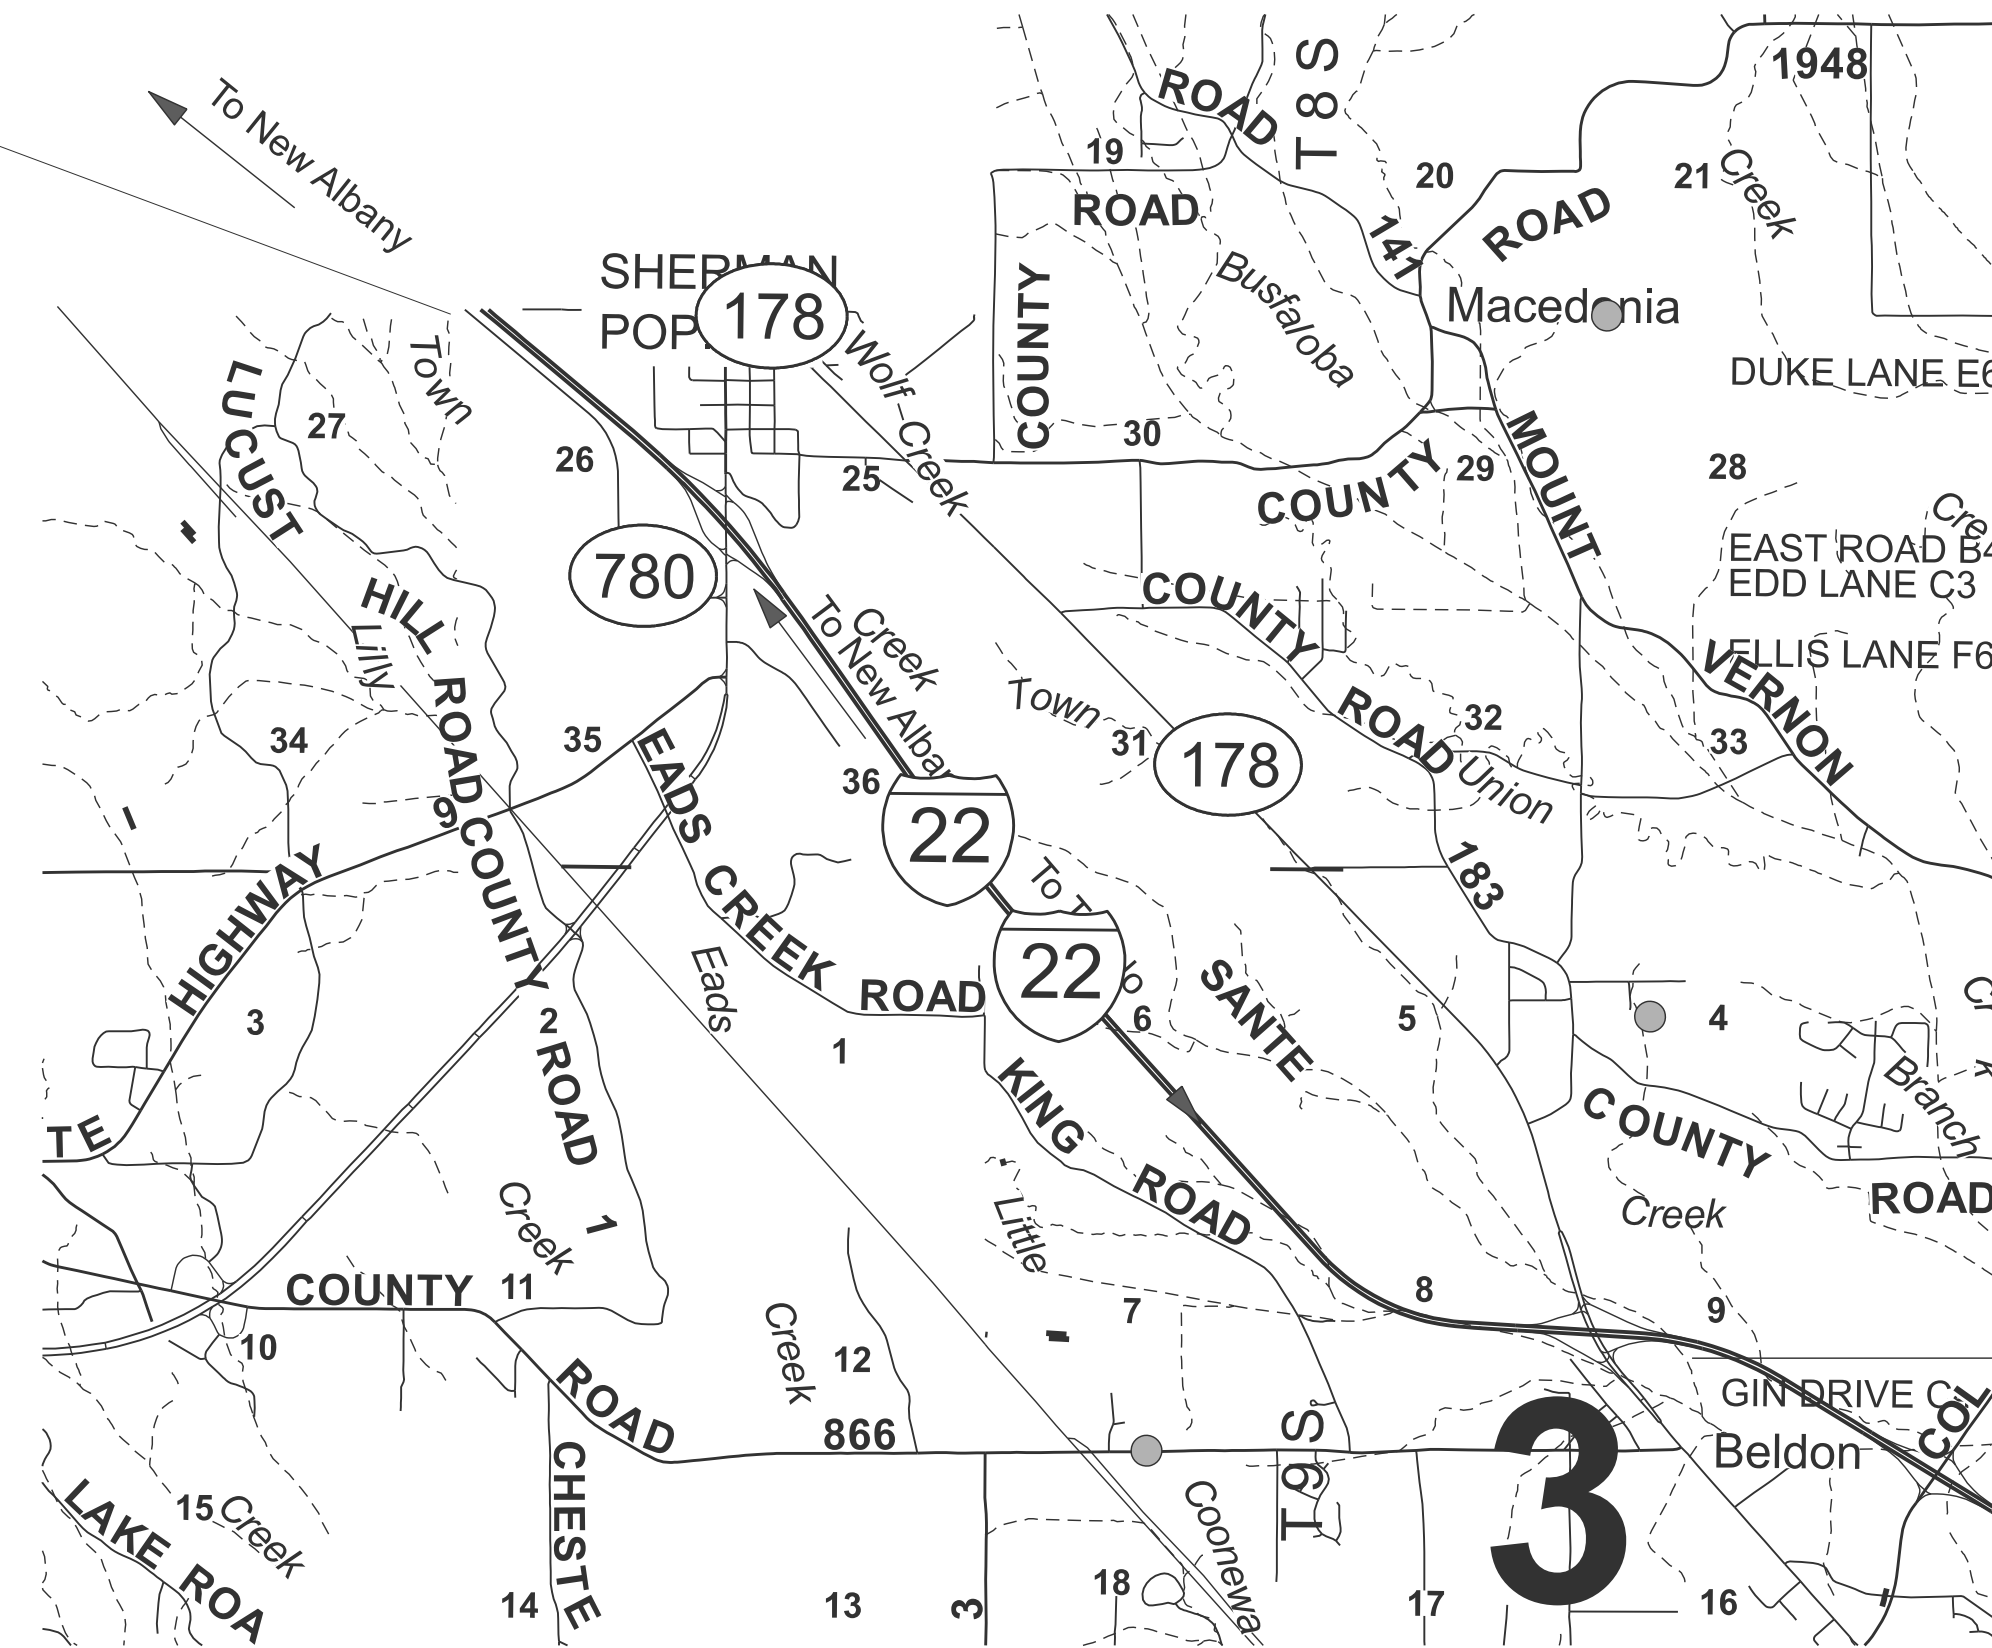 To New Albany
1948
ROAD
T8S
19
20
21
Creek
ROAD
ROAD
141
SHERMAN
POP.
178
Wolf
Creek
COUNTY
Busfaloba
Macedonia
DUKE LANE E6
LUCUST
Town
27
26
25
30
29
28
COUNTY
MOUNT
EAST ROAD B4
EDD LANE C3
ELLIS LANE F6
780
HILL
Lilly
ROAD
To New Alba
Creek
Town
COUNTY
ROAD
Union
VERNON
34
35
36
31
178
32
33
EADS
9
COUNTY
22
To
HIGHWAY
CREEK
Eads
ROAD
22
SANTE
183
3
2
1
6
5
4
ROAD
KING
ROAD
COUNTY
Branch
TE
Creek
Little
Creek
ROAD
1
COUNTY
11
10
7
8
9
Creek
12
GIN DRIVE C
ROAD
866
T9S
3
Beldon
COL
CHESTE
Coonewa
15
Creek
LAKE ROA
14
13
3
18
17
16